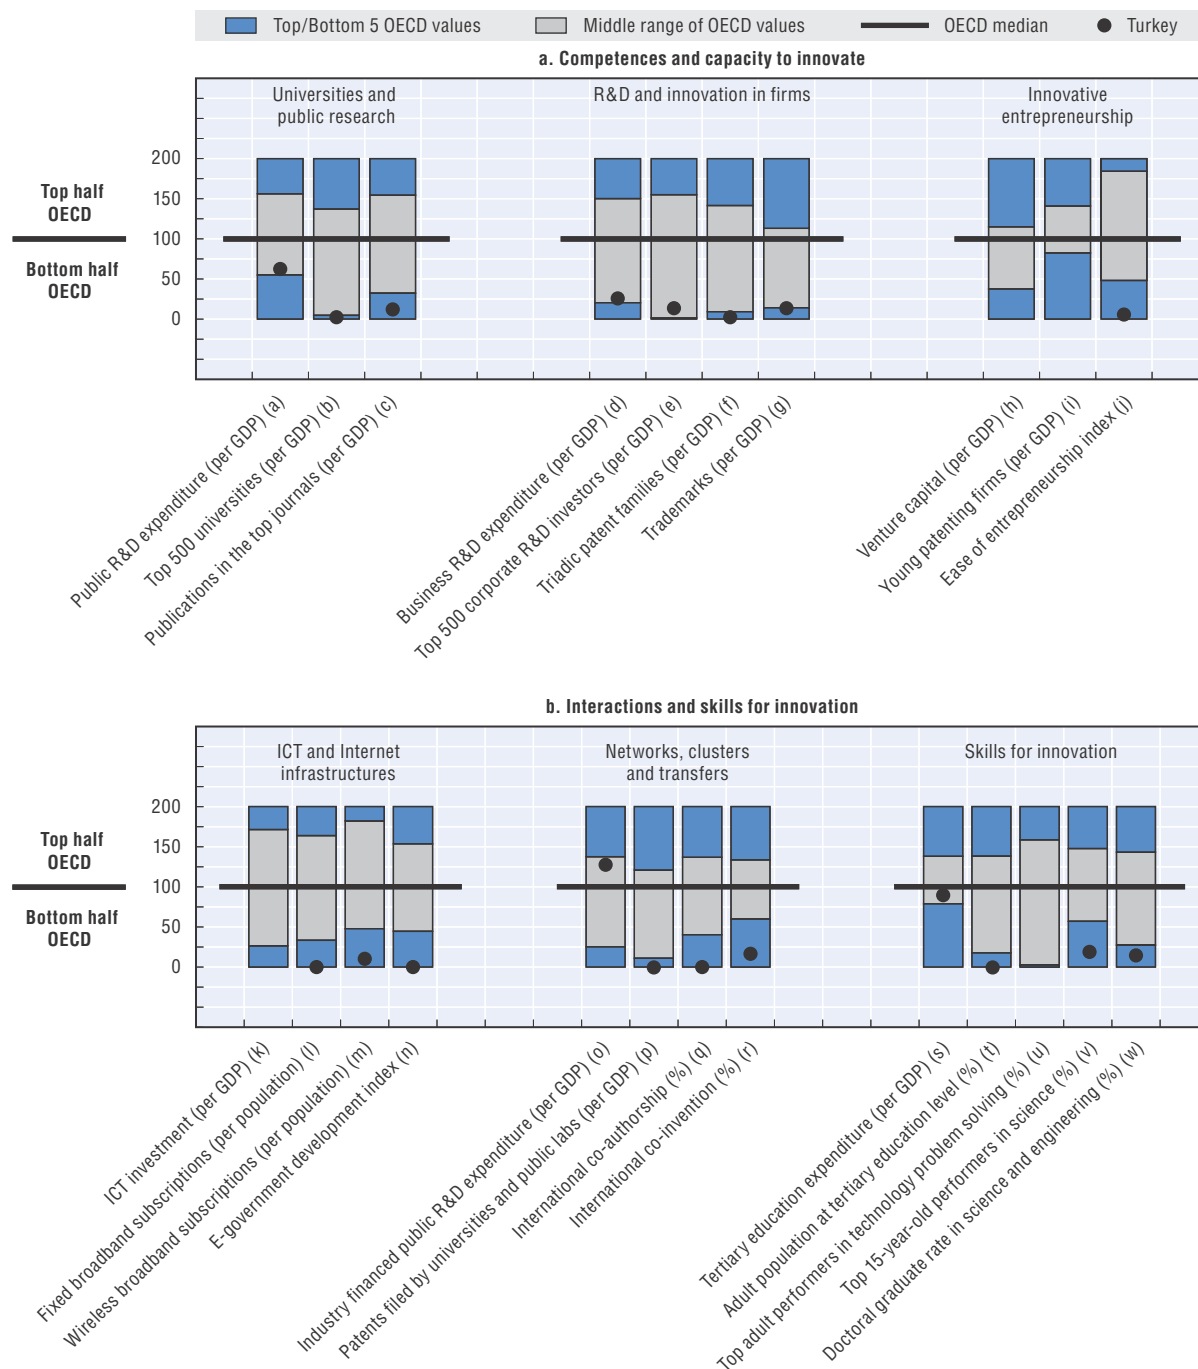 Top/Bottom 5 OECD values
Middle range of OECD values
OECD median
Turkey
a. Competences and capacity to innovate
Universities and
public research
R&D and innovation in firms
Innovative
entrepreneurship
200
150
100
50
0
Top half
OECD
Bottom half
OECD
Public R&D expenditure (per GDP) (a)
Top 500 universities (per GDP) (b)
Publications in the top journals (per GDP) (c)
Business R&D expenditure (per GDP) (d)
Top 500 corporate R&D investors (per GDP) (e)
Triadic patent families (per GDP) (f)
Trademarks (per GDP) (g)
Venture capital (per GDP) (h)
Young patenting firms (per GDP) (i)
Ease of entrepreneurship index (j)
b. Interactions and skills for innovation
ICT and Internet
infrastructures
Networks, clusters
and transfers
Skills for innovation
200
150
100
50
0
Top half
OECD
Bottom half
OECD
ICT investment (per GDP) (k)
Fixed broadband subscriptions (per population) (l)
Wireless broadband subscriptions (per population) (m)
E-government development index (n)
Industry financed public R&D expenditure (per GDP) (o)
Patents filed by universities and public labs (per GDP) (p)
International co-authorship (%) (q)
International co-invention (%) (r)
Tertiary education expenditure (per GDP) (s)
Adult population at tertiary education level (%) (t)
Top adult performers in technology problem solving (%) (u)
Top 15-year-old performers in science (%) (v)
Doctoral graduate rate in science and engineering (%) (w)